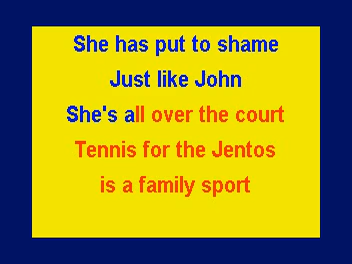 She has put to shame
Just like John
She's all over the court
Tennis for the Jentos
is a family sport